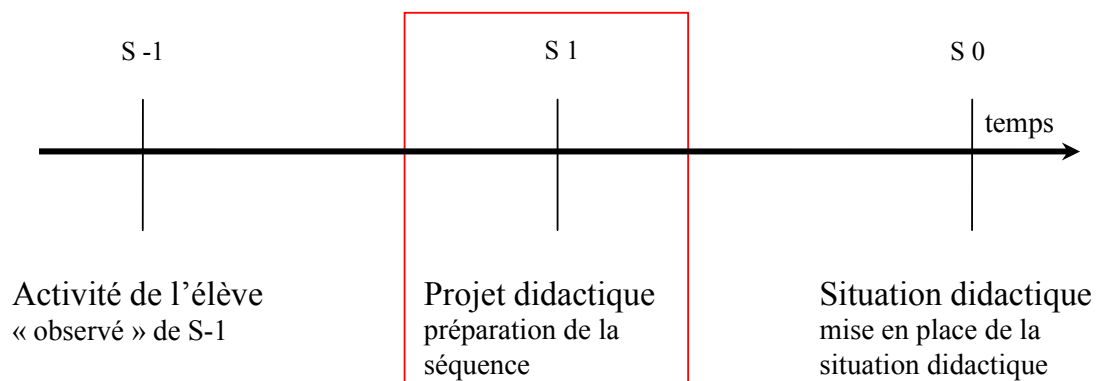 S -1
S 1
S 0
temps
Activité de l’élève
« observé » de S-1
Projet didactique
préparation de la
séquence
Situation didactique
mise en place de la
situation didactique